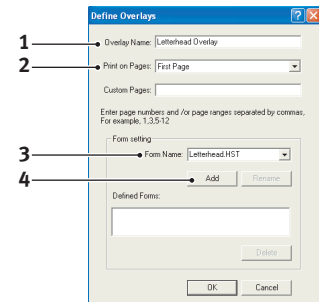 Define Overlays
1 Overlay Name: Letterhead Overlay
2 Print on Pages: First Page
Custom Pages:
Enter page numbers and /or page ranges separated by commas,
For example, 1,3,5-12
Form setting
3 Form Name: Letterhead.HST
4 Add Rename
Defined Forms:
Delete
OK Cancel